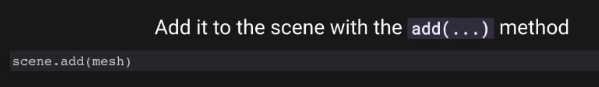 Add it to the scene with the add(...) method
scene.add(mesh)